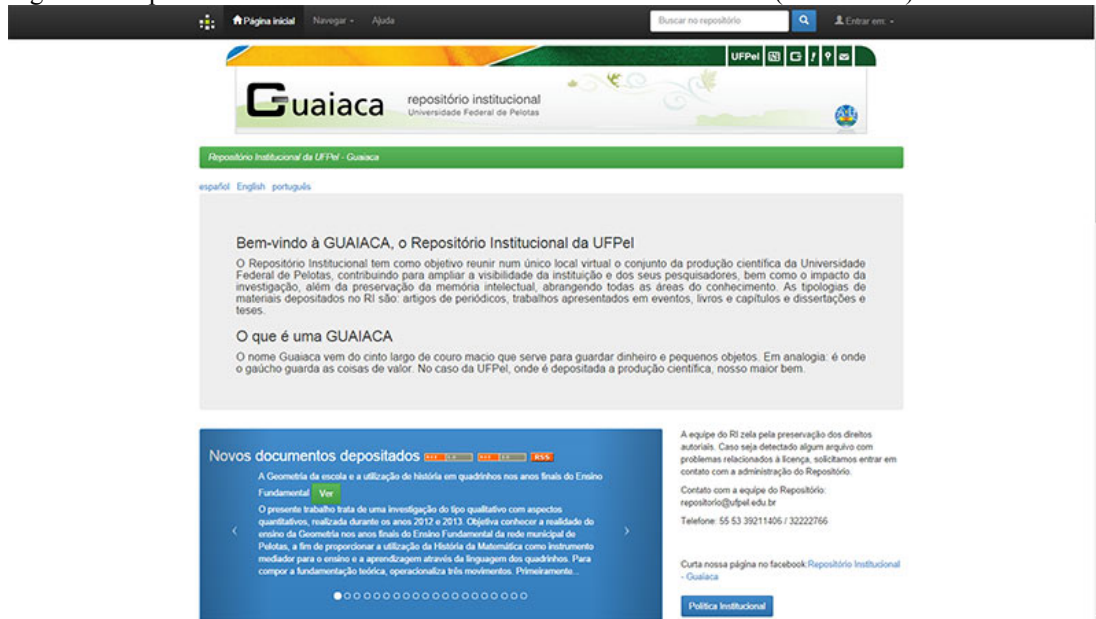 Página inicial Navegar Ajuda Buscar no repositório Entrar em:
UFPel
Guaiaca repositório institucional
Universidade Federal de Pelotas
Repositório Institucional da UFPel - Guaiaca
español English português
Bem-vindo à GUAIACA, o Repositório Institucional da UFPel
O Repositório Institucional tem como objetivo reunir num único local virtual o conjunto da produção científica da Universidade
Federal de Pelotas, contribuindo para ampliar a visibilidade da instituição e dos seus pesquisadores, bem como o impacto da
investigação, além da preservação da memória intelectual, abrangendo todas as áreas do conhecimento. As tipologias de
materiais depositados no RI são: artigos de periódicos, trabalhos apresentados em eventos, livros e capítulos e dissertações e
teses.
O que é uma GUAIACA
O nome Guaiaca vem do cinto largo de couro macio que serve para guardar dinheiro e pequenos objetos. Em analogia: é onde
o gaúcho guarda as coisas de valor. No caso da UFPel, onde é depositada a produção científica, nosso maior bem.
Novos documentos depositados RSS
A Geometria da escola e a utilização de história em quadrinhos nos anos finais do Ensino
Fundamental Ver
O presente trabalho trata de uma investigação do tipo qualitativo com aspectos
quantitativos, realizada durante os anos 2012 e 2013. Objetiva conhecer a realidade do
ensino da Geometria nos anos finais do Ensino Fundamental da rede municipal de
Pelotas, a fim de proporcionar a utilização da História da Matemática como instrumento
mediador para o ensino e a aprendizagem através da linguagem dos quadrinhos. Para
compor a fundamentação teórica, operacionaliza três movimentos. Primeiramente...
A equipe do RI zela pela preservação dos direitos
autoriais. Caso seja detectado algum arquivo com
problemas relacionados à licença, solicitamos entrar em
contato com a administração do Repositório.
Contato com a equipe do Repositório:
repositorio@ufpel.edu.br
Telefone: 55 53 39211406 / 32222766
Curta nossa página no facebook:Repositório Institucional
- Guaiaca
Política Institucional